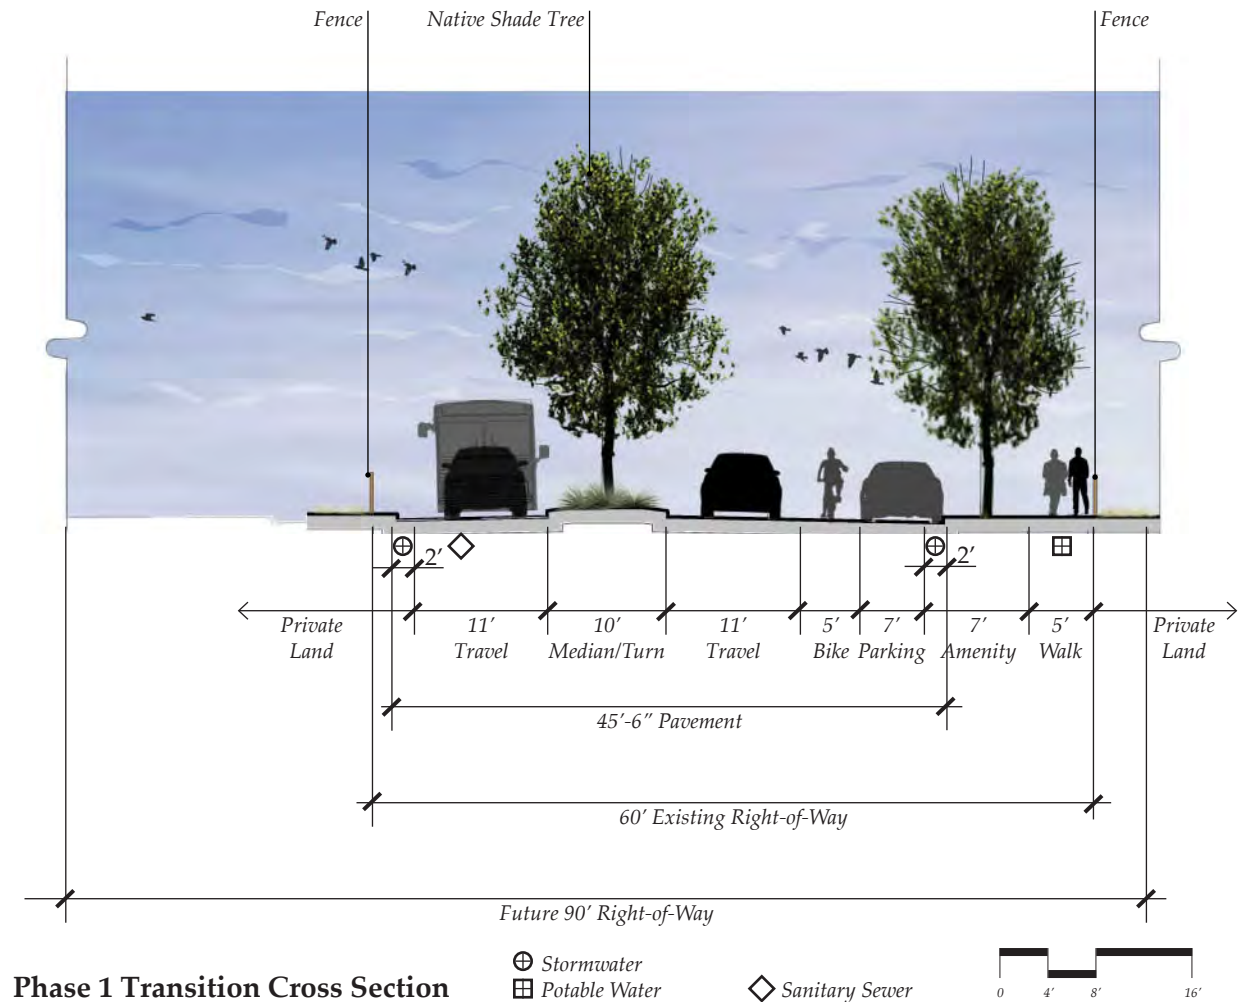 Fence
Native Shade Tree
Fence
2′
2′
Private
Land
11′
Travel
10′
Median/Turn
11′
Travel
5′
Bike
7′
Parking
7′
Amenity
5′
Walk
Private
Land
45′-6″ Pavement
60′ Existing Right-of-Way
Future 90′ Right-of-Way
Phase 1 Transition Cross Section
Stormwater
Potable Water
Sanitary Sewer
0 4′ 8′ 16′